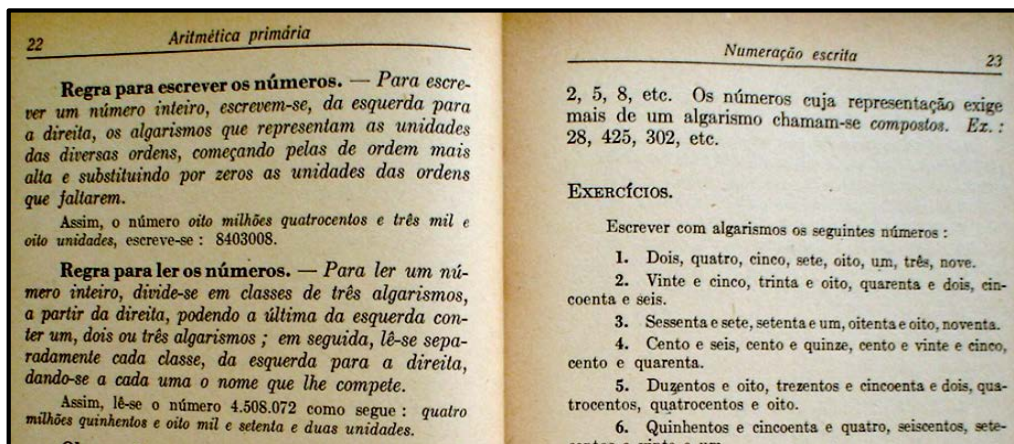 22 Aritmética primária
Regra para escrever os números. — Para escre-
ver um número inteiro, escrevem-se, da esquerda para
a direita, os algarismos que representam as unidades
das diversas ordens, começando pelas de ordem mais
alta e substituindo por zeros as unidades das ordens
que faltarem.
Assim, o número oito milhões quatrocentos e três mil e
oito unidades, escreve-se : 8403008.
Regra para ler os números. — Para ler um nú-
mero inteiro, divide-se em classes de três algarismos,
a partir da direita, podendo a última da esquerda con-
ter um, dois ou três algarismos ; em seguida, lê-se sepa-
radamente cada classe, da esquerda para a direita,
dando-se a cada uma o nome que lhe compete.
Assim, lê-se o número 4.508.072 como segue : quatro
milhões quinhentos e oito mil e setenta e duas unidades.
Numeração escrita 23
2, 5, 8, etc. Os números cuja representação exige
mais de um algarismo chamam-se compostos. Ex. :
28, 425, 302, etc.
EXERCÍCIOS.
Escrever com algarismos os seguintes números :
1. Dois, quatro, cinco, sete, oito, um, três, nove.
2. Vinte e cinco, trinta e oito, quarenta e dois, cin-
coenta e seis.
3. Sessenta e sete, setenta e um, oitenta e oito, noventa.
4. Cento e seis, cento e quinze, cento e vinte e cinco,
cento e quarenta.
5. Duzentos e oito, trezentos e cincoenta e dois, qua-
trocentos, quatrocentos e oito.
6. Quinhentos e cincoenta e quatro, seiscentos, sete-